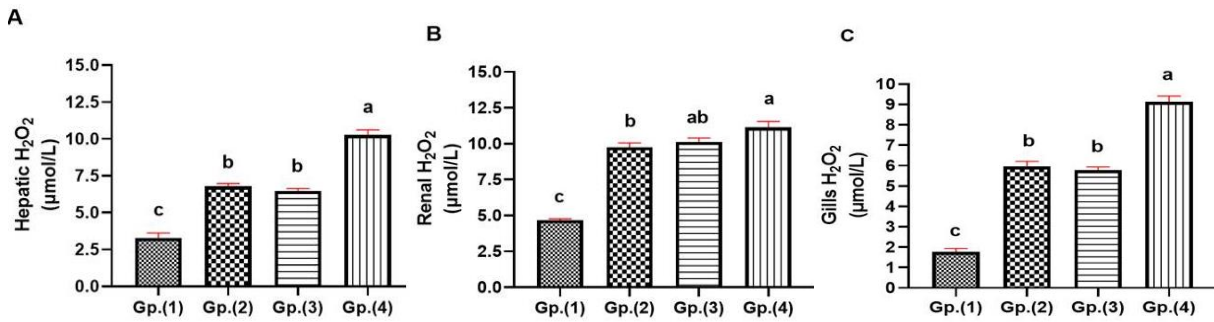 A
Hepatic H₂O₂
(µmol/L)
15.0
12.5
10.0
7.5
5.0
2.5
0.0
c
b
b
a
Gp.(1) Gp.(2) Gp.(3) Gp.(4)
B
Renal H₂O₂
(µmol/L)
15.0
12.5
10.0
7.5
5.0
2.5
0.0
c
b
ab
a
Gp.(1) Gp.(2) Gp.(3) Gp.(4)
C
Gills H₂O₂
(µmol/L)
10
9
8
7
6
5
4
3
2
1
0
c
b
b
a
Gp.(1) Gp.(2) Gp.(3) Gp.(4)